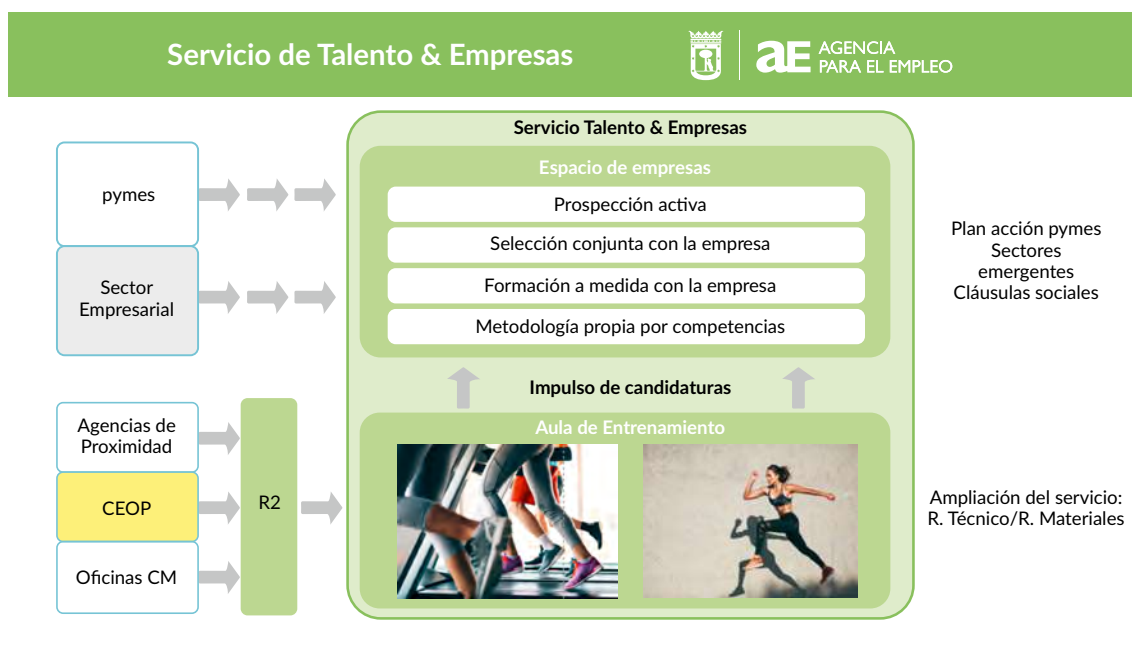 Servicio de Talento & Empresas
aE AGENCIA
PARA EL EMPLEO
Servicio Talento & Empresas
Espacio de empresas
Prospección activa
Selección conjunta con la empresa
Formación a medida con la empresa
Metodología propia por competencias
pymes
Sector
Empresarial
Plan acción pymes
Sectores
emergentes
Cláusulas sociales
Impulso de candidaturas
Aula de Entrenamiento
Agencias de
Proximidad
CEOP
Oficinas CM
R2
Ampliación del servicio:
R. Técnico/R. Materiales